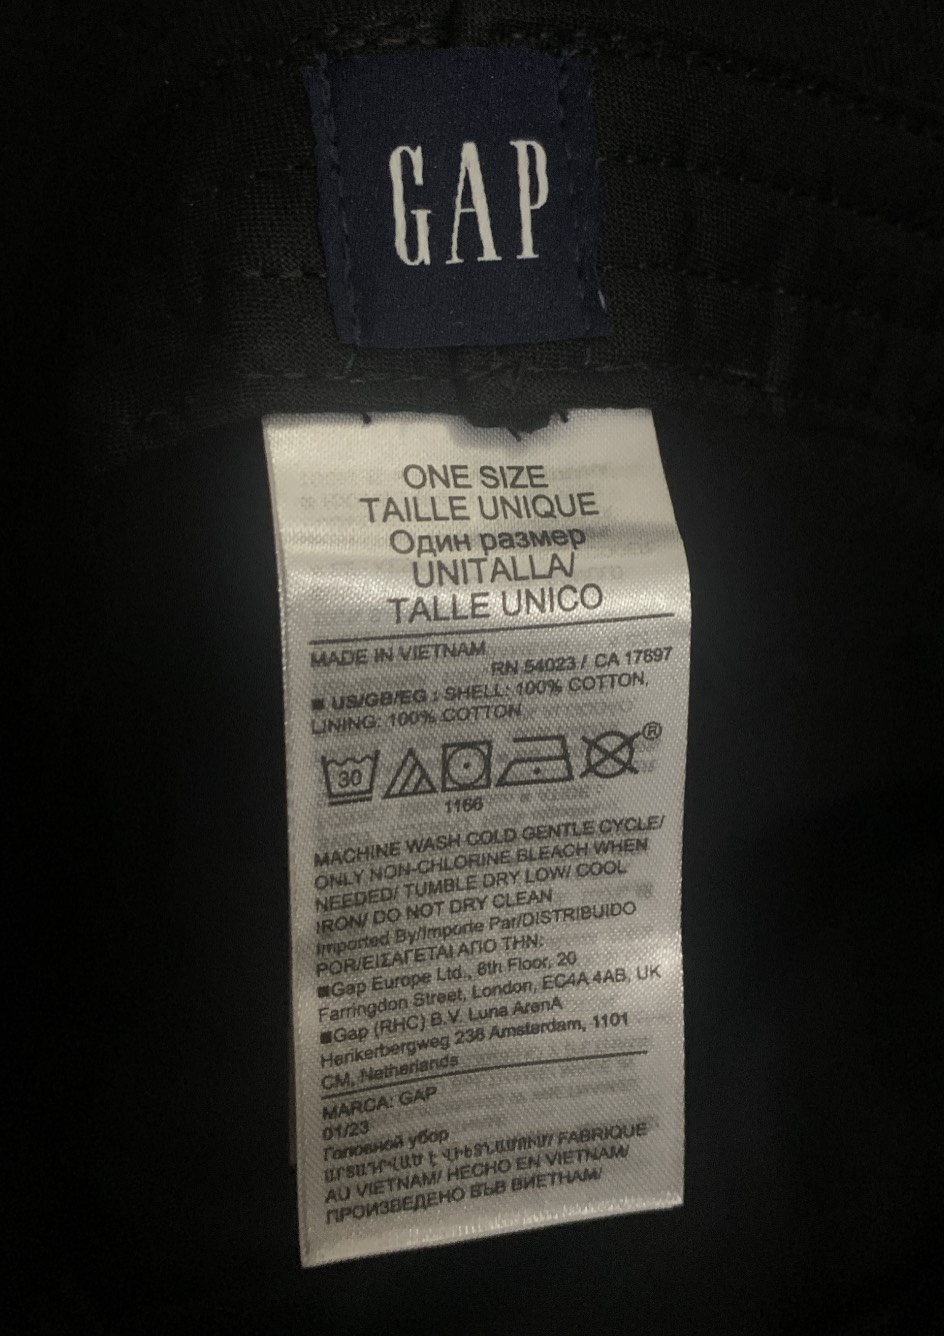 GAP
ONE SIZE
TAILLE UNIQUE
Один размер
UNITALLA/
TALLE UNICO
MADE IN VIETNAM
RN 54023 / CA 17897
■ US/GB/EG : SHELL: 100% COTTON,
LINING: 100% COTTON
30
®
1166
MACHINE WASH COLD GENTLE CYCLE/
ONLY NON-CHLORINE BLEACH WHEN
NEEDED/ TUMBLE DRY LOW/ COOL
IRON/ DO NOT DRY CLEAN
Imported By/Importe Par/DISTRIBUIDO
POR/ΕΙΣΑΓΕΤΑΙ ΑΠΟ ΤΗΝ:
■Gap Europe Ltd., 6th Floor, 20
Farringdon Street, London, EC4A 4AB, UK
■Gap (RHC) B.V. Luna ArenA
Herikerbergweg 238 Amsterdam, 1101
CM, Netherlands
MARCA: GAP
01/23
Головной убор
ԱՐՏԱԴՐՎԱԾ Է ՎԻԵՏՆԱՄՈՒՄ/ FABRIQUE
AU VIETNAM/ HECHO EN VIETNAM/
ПРОИЗВЕДЕНО ВЪВ ВИЕТНАМ/